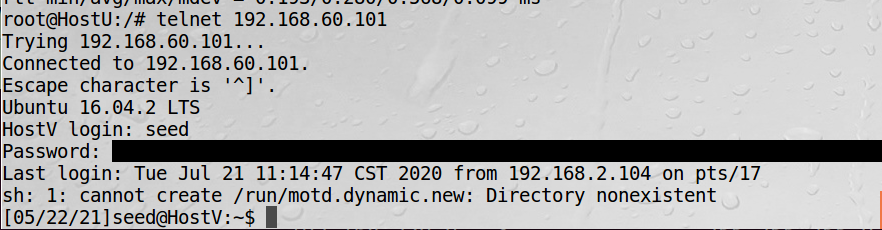 root@HostU:/# telnet 192.168.60.101
Trying 192.168.60.101...
Connected to 192.168.60.101.
Escape character is '^]'.
Ubuntu 16.04.2 LTS
HostV login: seed
Password:
Last login: Tue Jul 21 11:14:47 CST 2020 from 192.168.2.104 on pts/17
sh: 1: cannot create /run/motd.dynamic.new: Directory nonexistent
[05/22/21]seed@HostV:~$